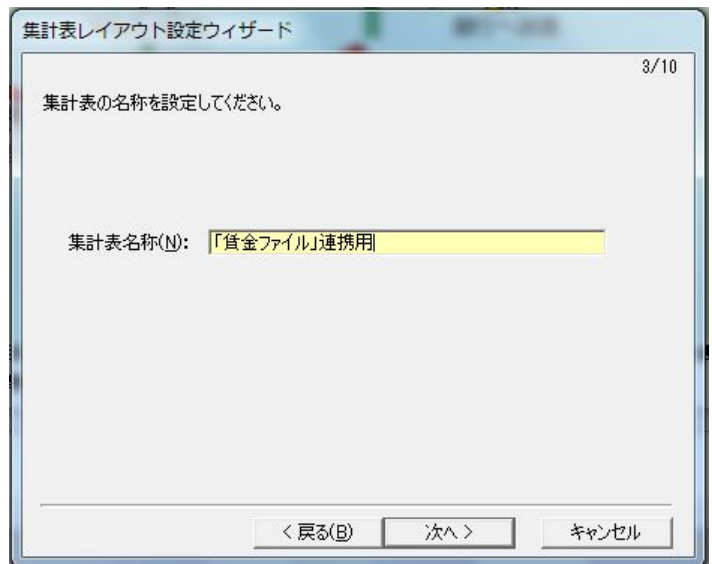 集計表レイアウト設定ウィザード
3/10
集計表の名称を設定してください。
集計表名称(N): 「賃金ファイル」連携用
< 戻る(B) 次へ > キャンセル